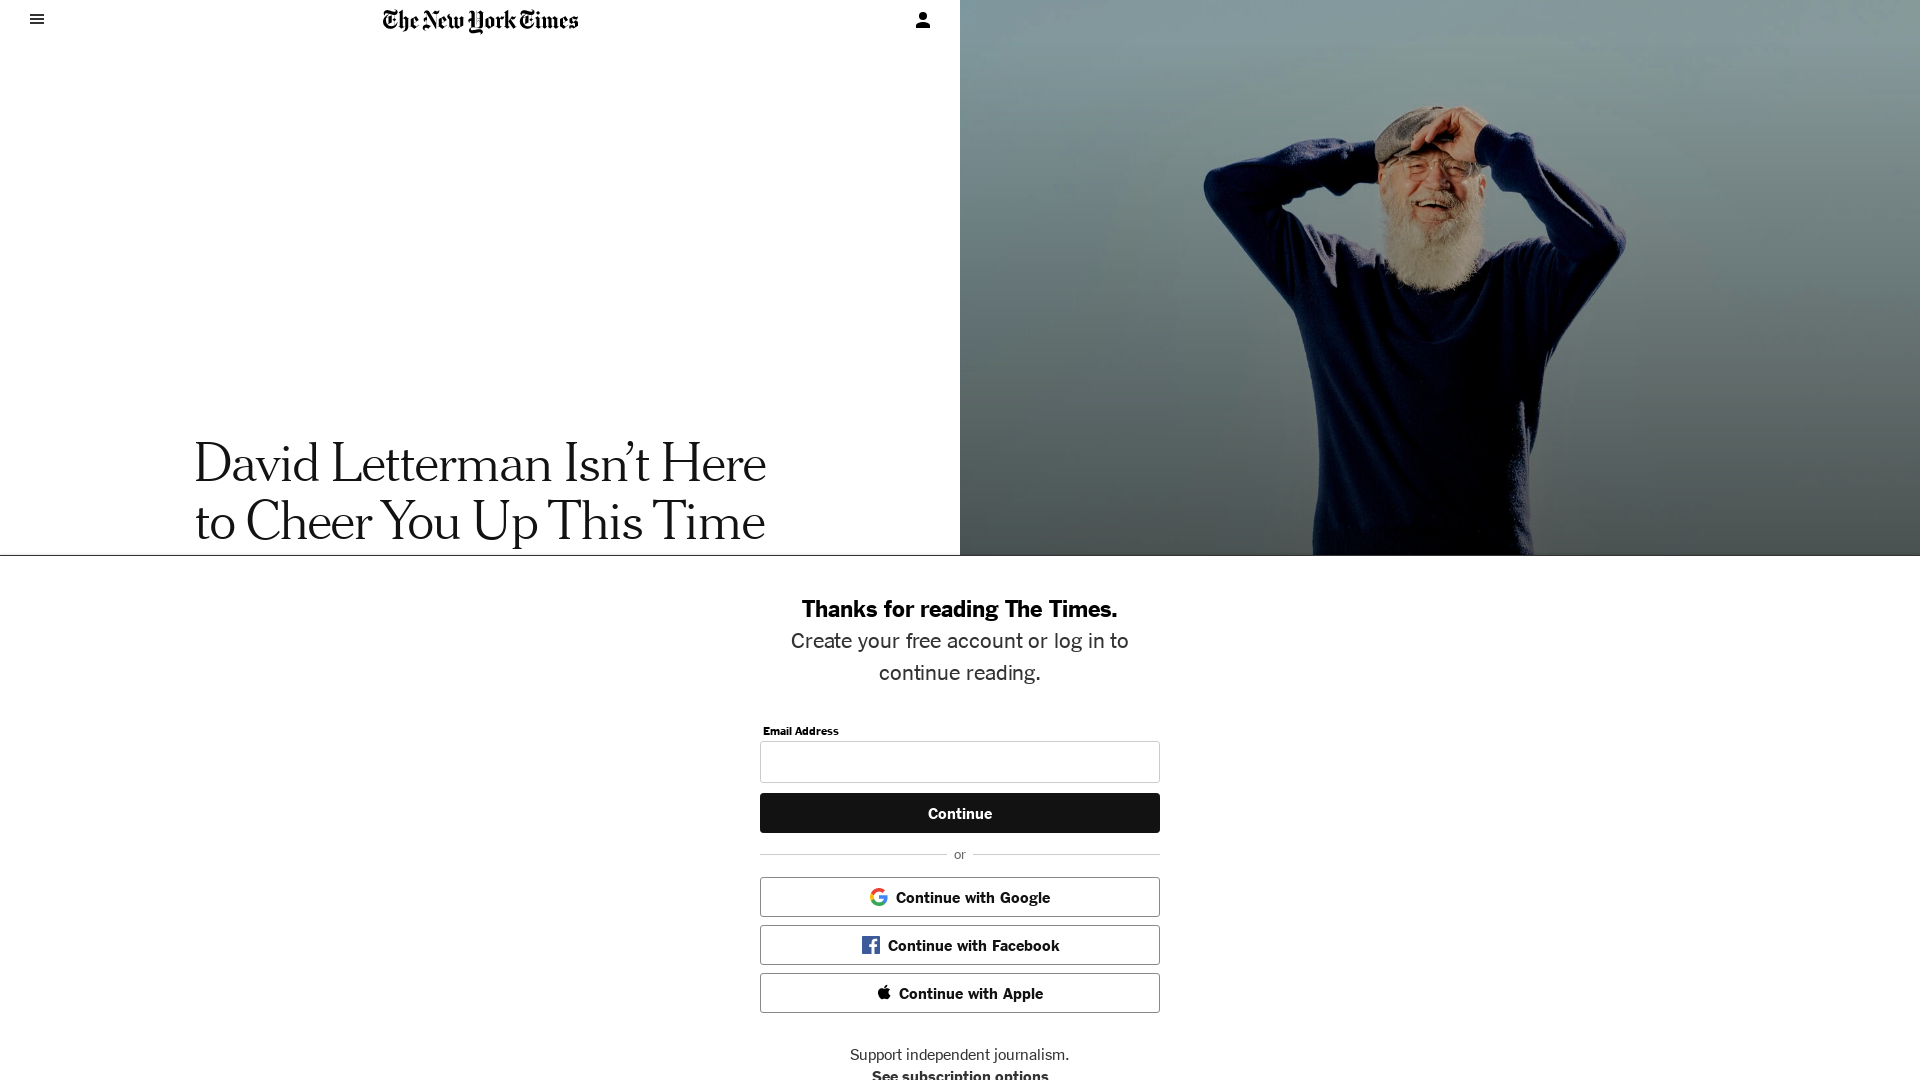 The New York Times
David Letterman Isn’t Here
to Cheer You Up This Time
Thanks for reading The Times.
Create your free account or log in to
continue reading.
Email Address
Continue
or
Continue with Google
Continue with Facebook
Continue with Apple
Support independent journalism.
See subscription options